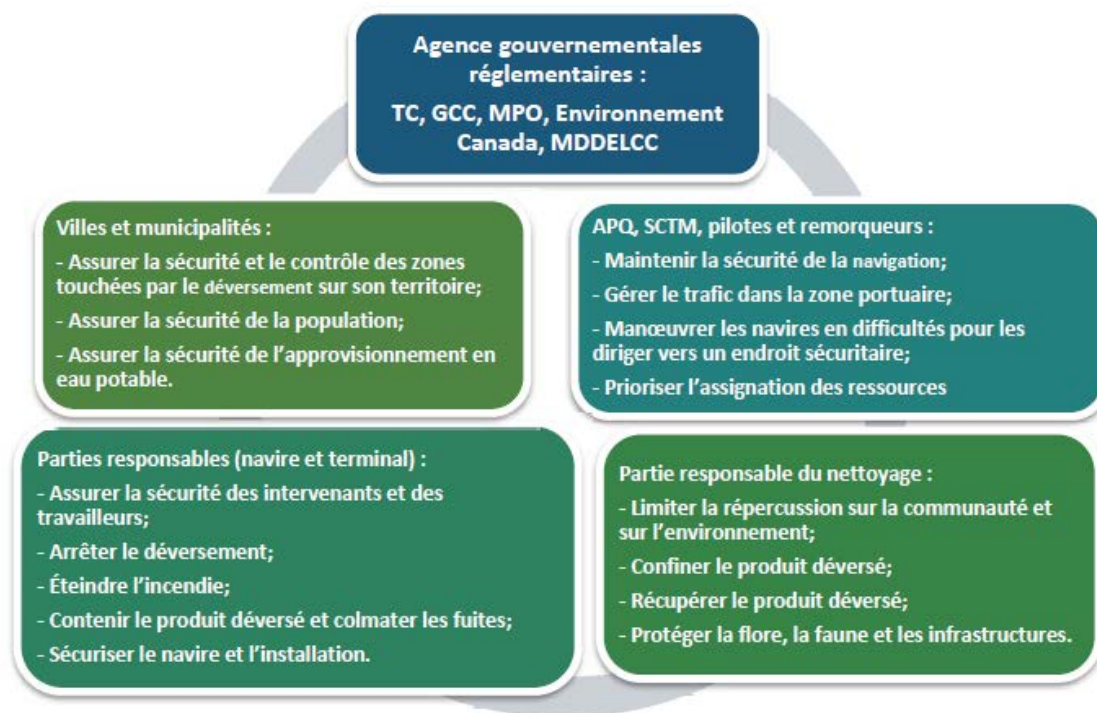 Agence gouvernementales
réglementaires :
TC, GCC, MPO, Environnement
Canada, MDDELCC
Villes et municipalités :
- Assurer la sécurité et le contrôle des zones
touchées par le déversement sur son territoire;
- Assurer la sécurité de la population;
- Assurer la sécurité de l'approvisionnement en
eau potable.
APQ, SCTM, pilotes et remorqueurs :
- Maintenir la sécurité de la navigation;
- Gérer le trafic dans la zone portuaire;
- Manœuvrer les navires en difficultés pour les
diriger vers un endroit sécuritaire;
- Prioriser l'assignation des ressources
Parties responsables (navire et terminal) :
- Assurer la sécurité des intervenants et des
travailleurs;
- Arrêter le déversement;
- Éteindre l'incendie;
- Contenir le produit déversé et colmater les fuites;
- Sécuriser le navire et l'installation.
Partie responsable du nettoyage :
- Limiter la répercussion sur la communauté et
sur l'environnement;
- Confiner le produit déversé;
- Récupérer le produit déversé;
- Protéger la flore, la faune et les infrastructures.